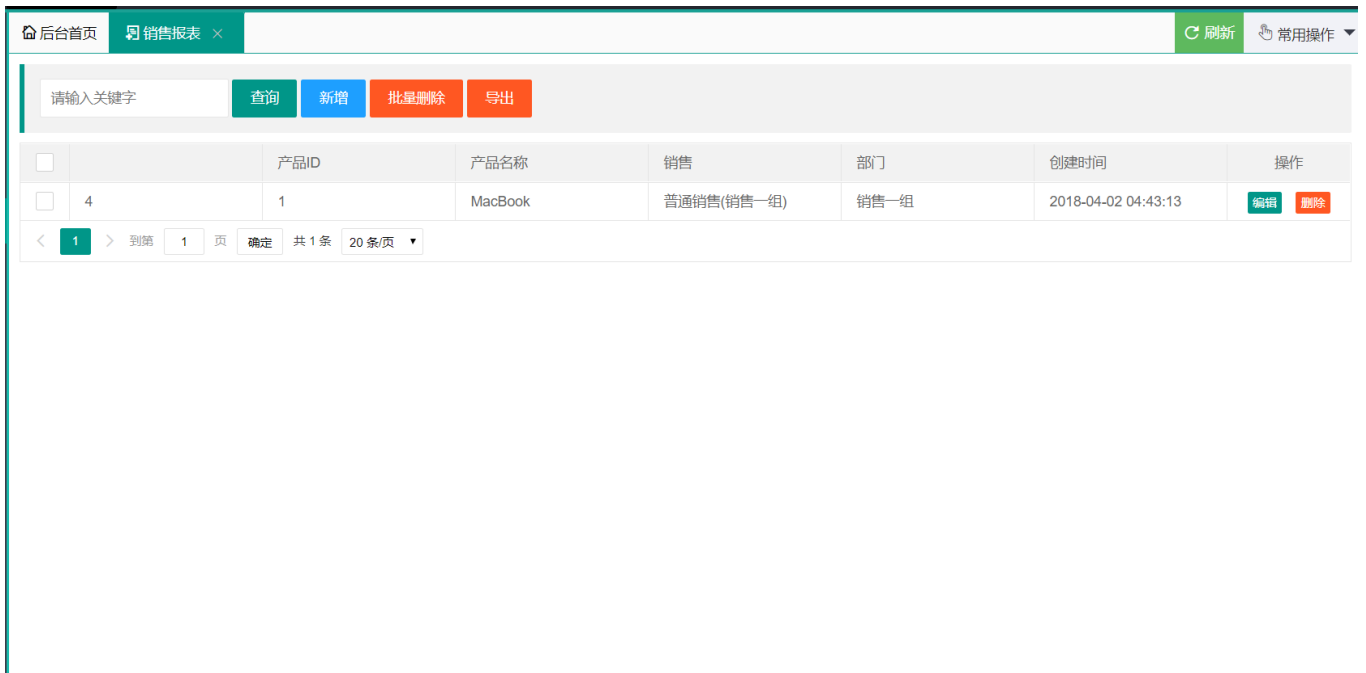 后台首页 销售报表 刷新 常用操作
请输入关键字 查询 新增 批量删除 导出
产品ID 产品名称 销售 部门 创建时间 操作
4 1 MacBook 普通销售(销售一组) 销售一组 2018-04-02 04:43:13 编辑 删除
1 到第 1 页 确定 共 1 条 20 条/页